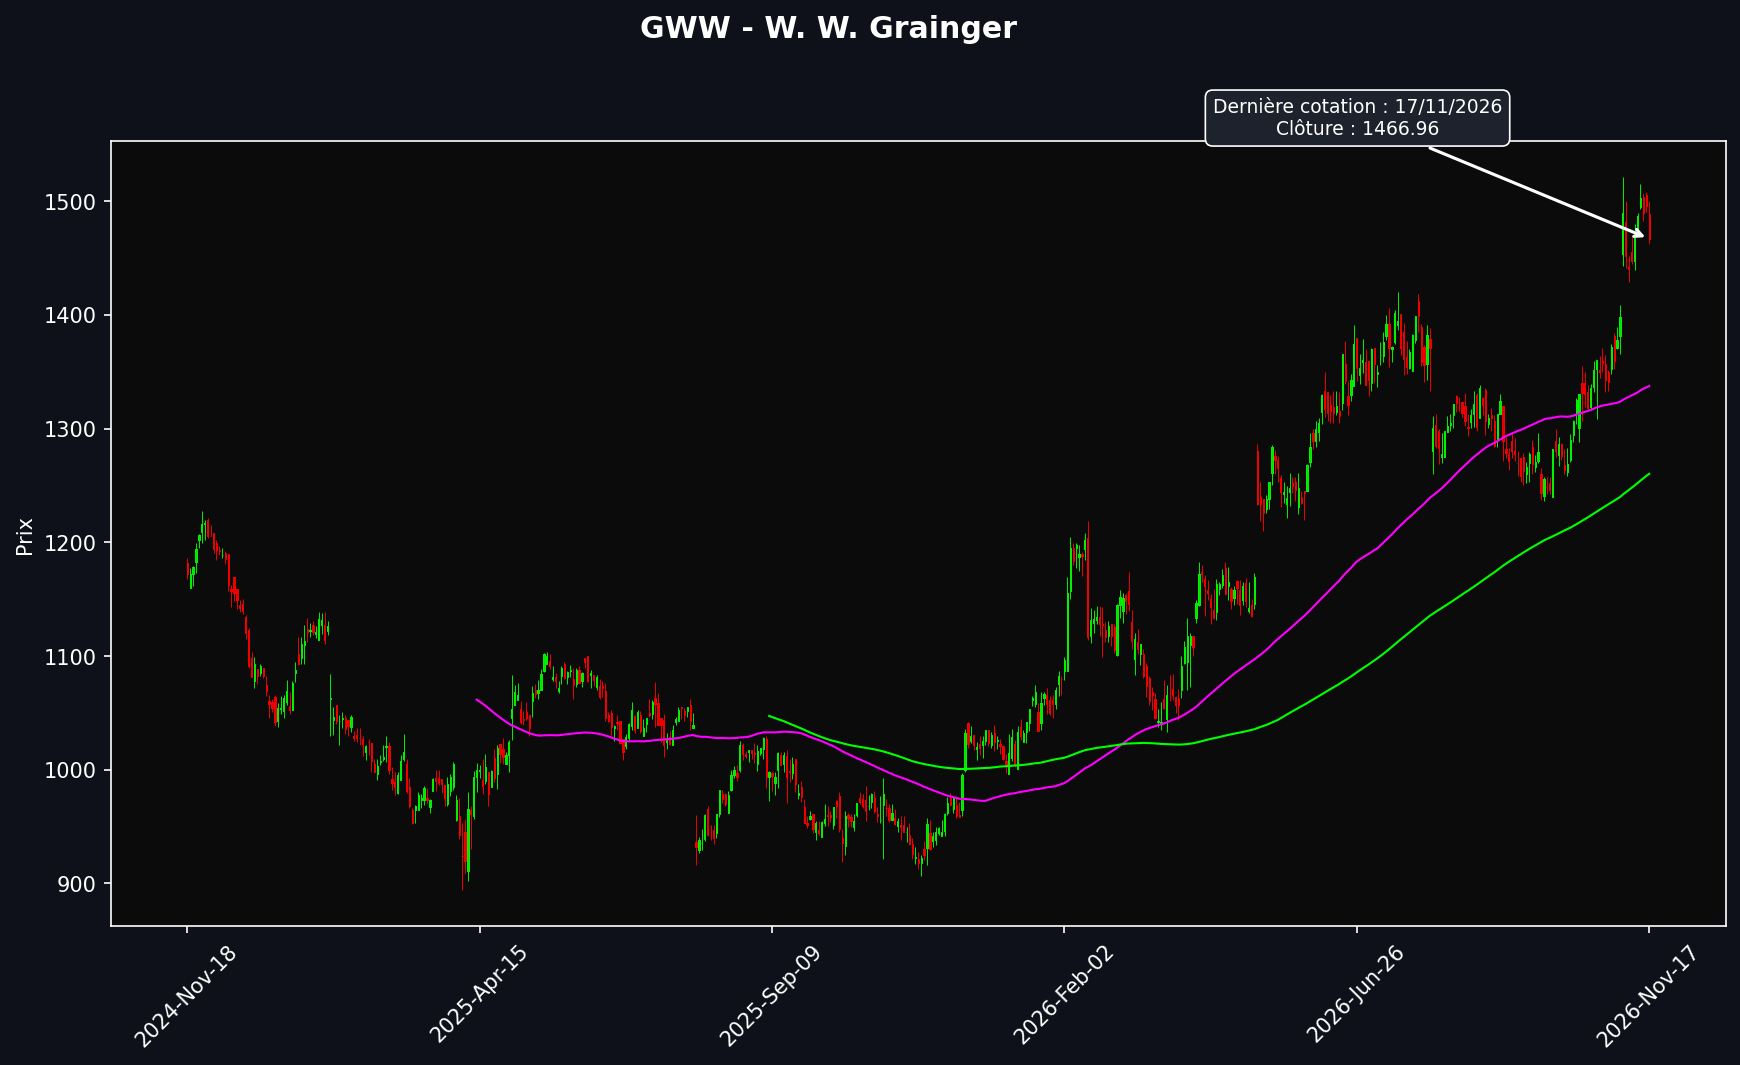 GWW - W. W. Grainger
Dernière cotation : 17/11/2026
Clôture : 1466.96
Prix
1500
1400
1300
1200
1100
1000
900
2024-Nov-18
2025-Apr-15
2025-Sep-09
2026-Feb-02
2026-Jun-26
2026-Nov-17